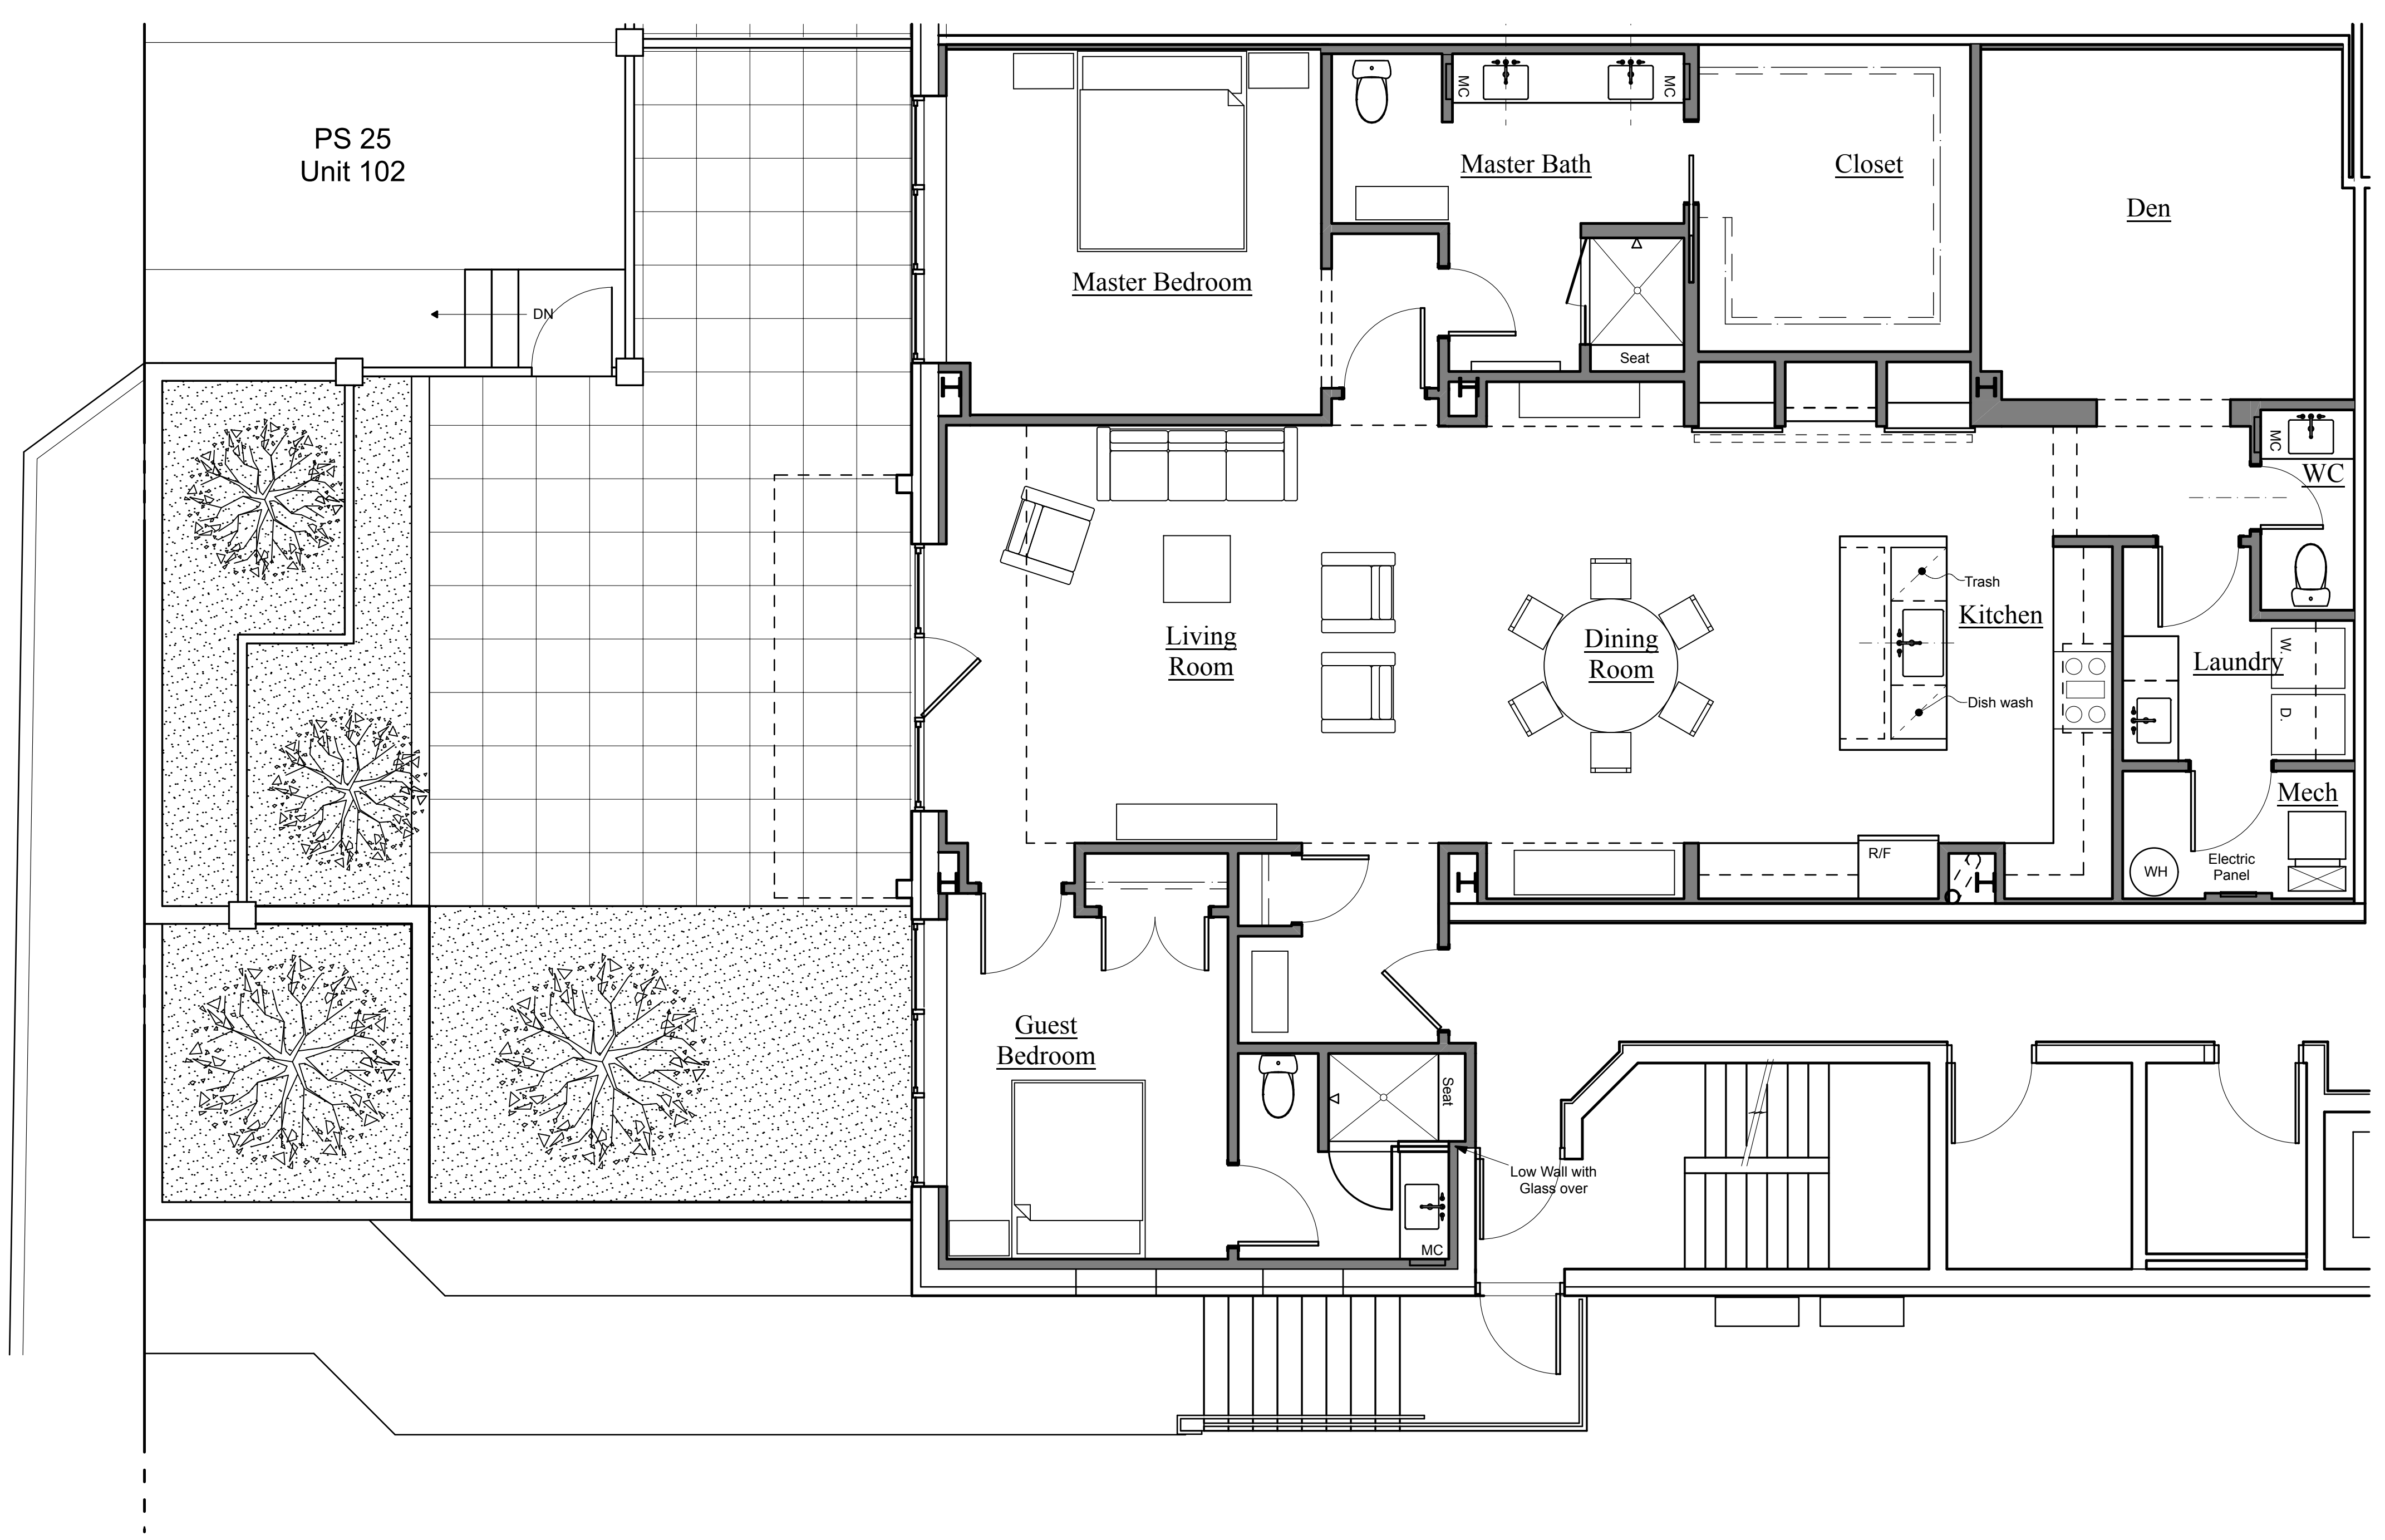 PS 25
Unit 102
DN
Master Bedroom
MC
MC
Master Bath
Seat
Closet
Den
MC
WC
Living
Room
Dining
Room
Trash
Kitchen
Dish wash
Laundry
W.
D.
Mech
R/F
WH
Electric
Panel
Guest
Bedroom
Seat
Low Wall with
Glass over
MC